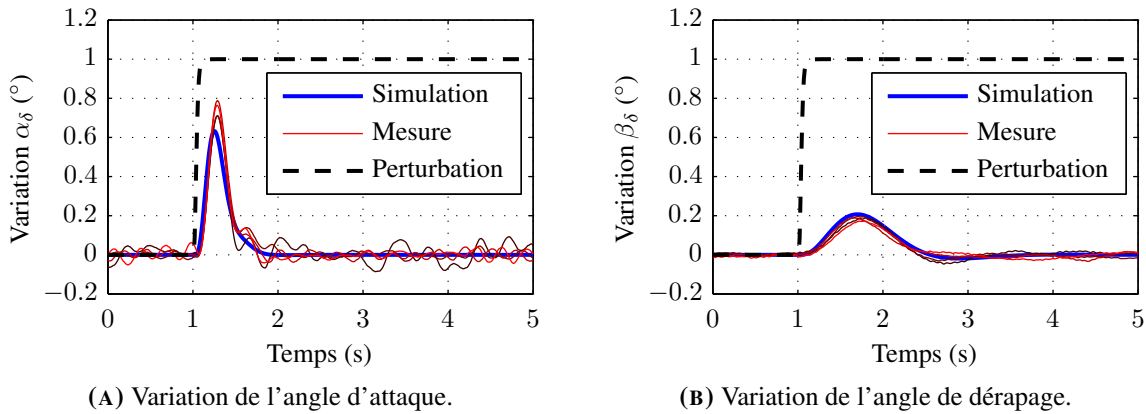 1.2
1
0.8
0.6
0.4
0.2
0
−0.2
Variation α_δ (°)
Simulation
Mesure
Perturbation
0 1 2 3 4 5
Temps (s)
(A) Variation de l'angle d'attaque.
1.2
1
0.8
0.6
0.4
0.2
0
−0.2
Variation β_δ (°)
Simulation
Mesure
Perturbation
0 1 2 3 4 5
Temps (s)
(B) Variation de l'angle de dérapage.